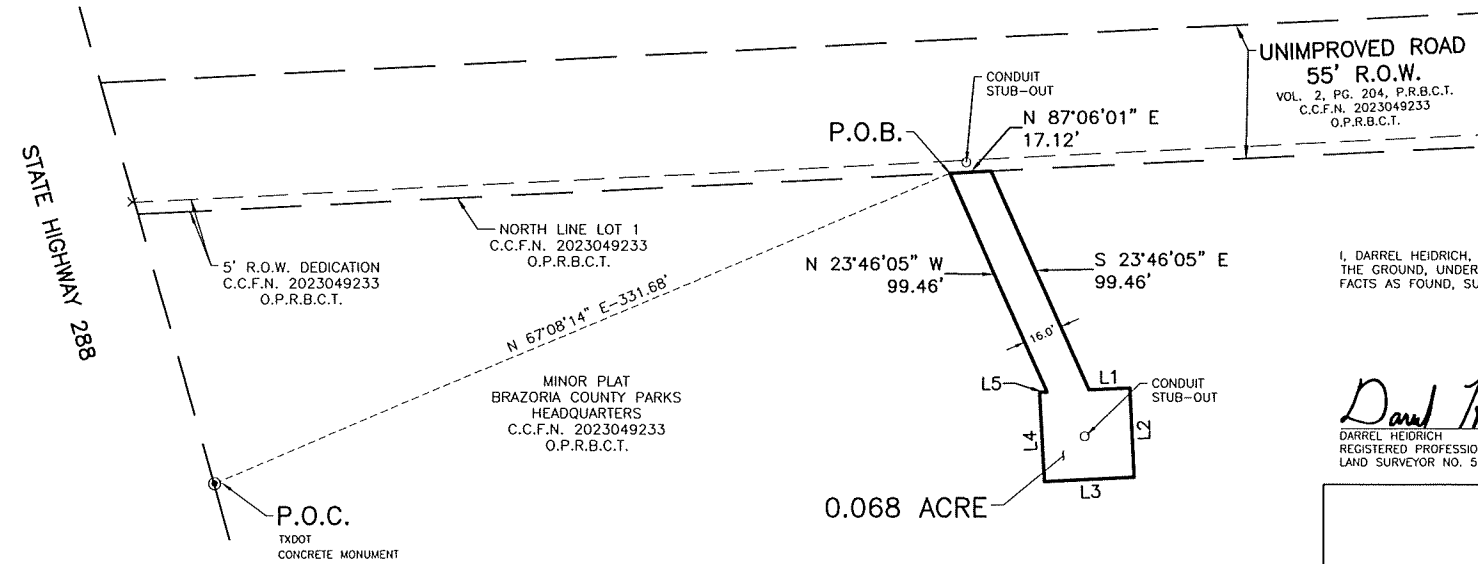 UNIMPROVED ROAD
55' R.O.W.
VOL. 2, PG. 204, P.R.B.C.T.
C.C.F.N. 2023049233
O.P.R.B.C.T.
CONDUIT
STUB-OUT
P.O.B.
N 87°06'01" E
17.12'
STATE HIGHWAY 288
NORTH LINE LOT 1
C.C.F.N. 2023049233
O.P.R.B.C.T.
5' R.O.W. DEDICATION
C.C.F.N. 2023049233
O.P.R.B.C.T.
N 23°46'05" W
99.46'
S 23°46'05" E
99.46'
I, DARREL HEIDRICH,
THE GROUND, UNDER
FACTS AS FOUND, SU
N 67°08'14" E-331.68'
16.0'
MINOR PLAT
BRAZORIA COUNTY PARKS
HEADQUARTERS
C.C.F.N. 2023049233
O.P.R.B.C.T.
L5
L1
CONDUIT
STUB-OUT
L4
L2
L3
0.068 ACRE
Darrel
DARREL HEIDRICH
REGISTERED PROFESSIO
LAND SURVEYOR NO. 5
P.O.C.
TXDOT
CONCRETE MONUMENT